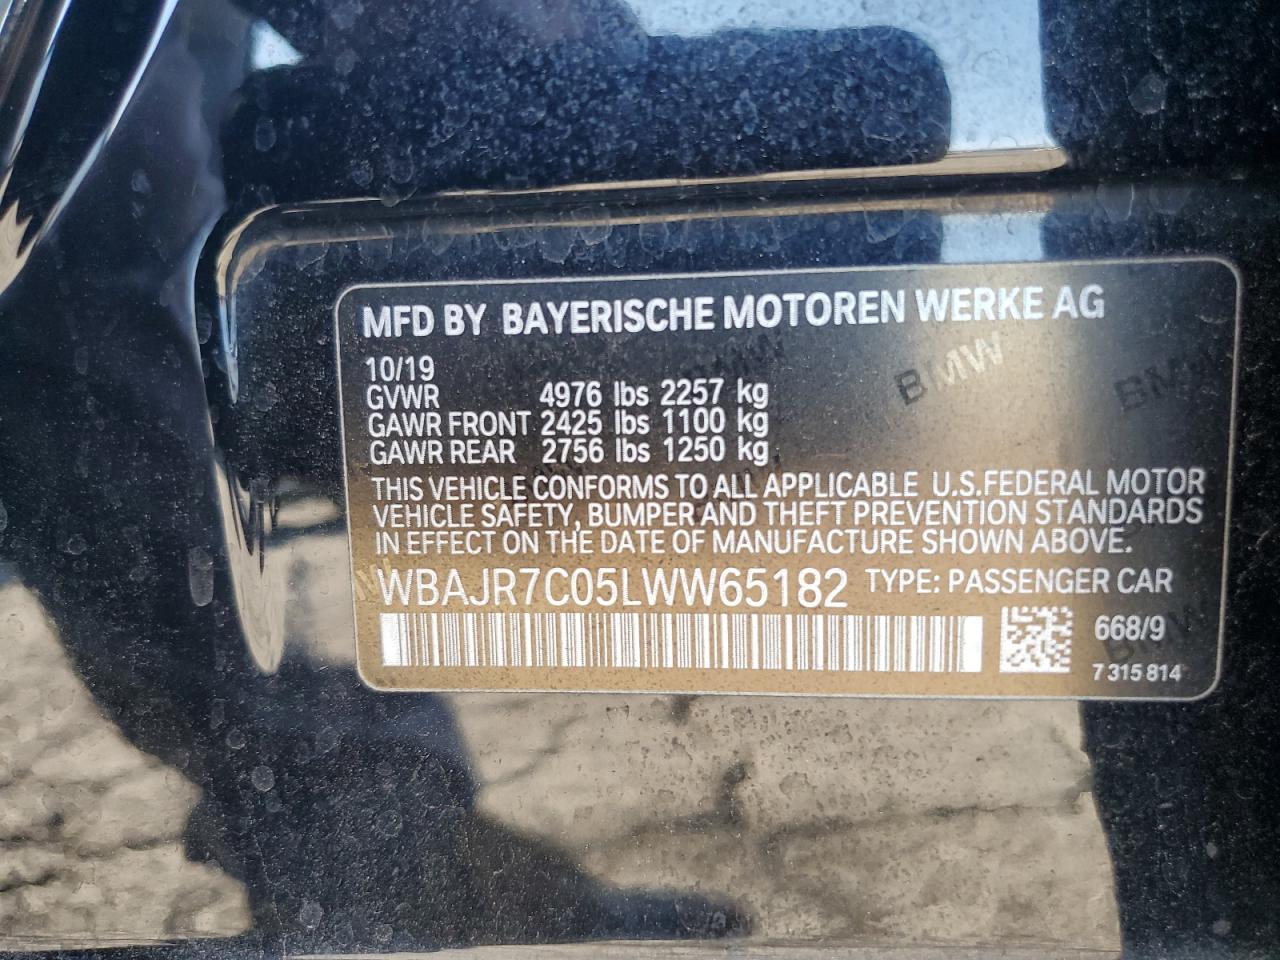 MFD BY BAYERISCHE MOTOREN WERKE AG
10/19
GVWR 4976 lbs 2257 kg
GAWR FRONT 2425 lbs 1100 kg
GAWR REAR 2756 lbs 1250 kg
THIS VEHICLE CONFORMS TO ALL APPLICABLE U.S.FEDERAL MOTOR
VEHICLE SAFETY, BUMPER AND THEFT PREVENTION STANDARDS
IN EFFECT ON THE DATE OF MANUFACTURE SHOWN ABOVE.
WBAJR7C05LWW65182 TYPE: PASSENGER CAR
668/9
7 315 814
BMW
BMW
BMW